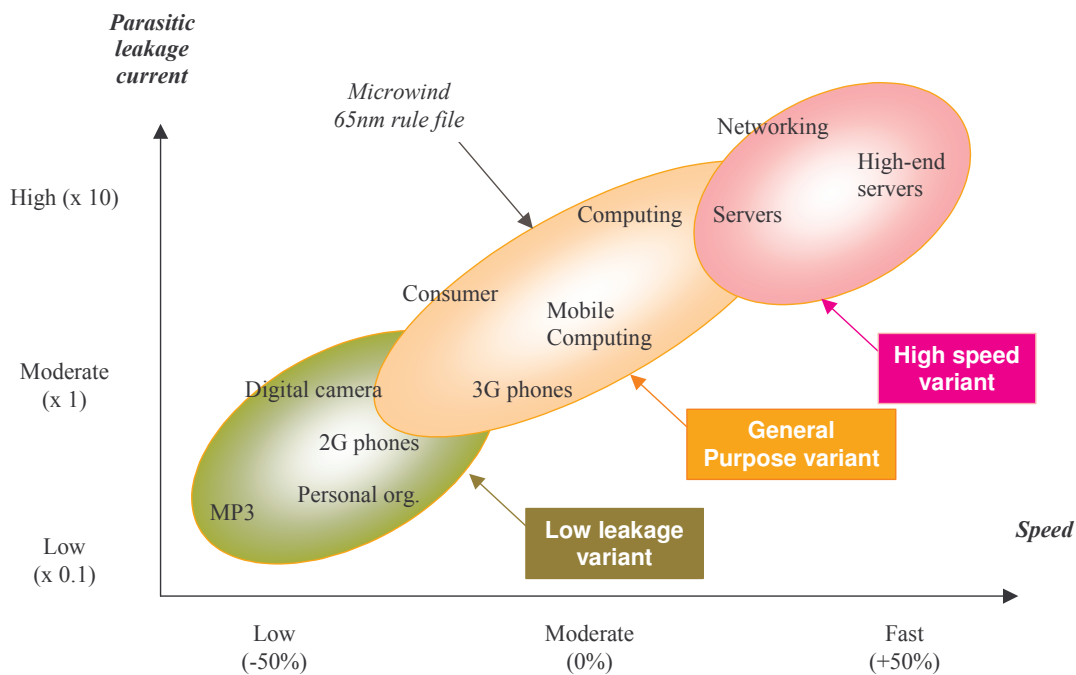 Parasitic
leakage
current
Microwind
65nm rule file
Networking
High-end
servers
High (x 10)
Computing
Servers
Consumer
Mobile
Computing
High speed
variant
Moderate
(x 1)
Digital camera
3G phones
General
Purpose variant
2G phones
Personal org.
MP3
Low leakage
variant
Speed
Low
(x 0.1)
Low
(-50%)
Moderate
(0%)
Fast
(+50%)